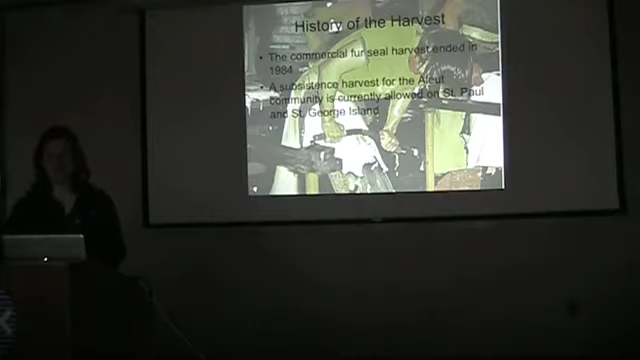 History of the Harvest
• The commercial fur seal harvest ended in
1984
• A subsistence harvest for the Aleut
community is currently allowed on St. Paul
and St. George Island